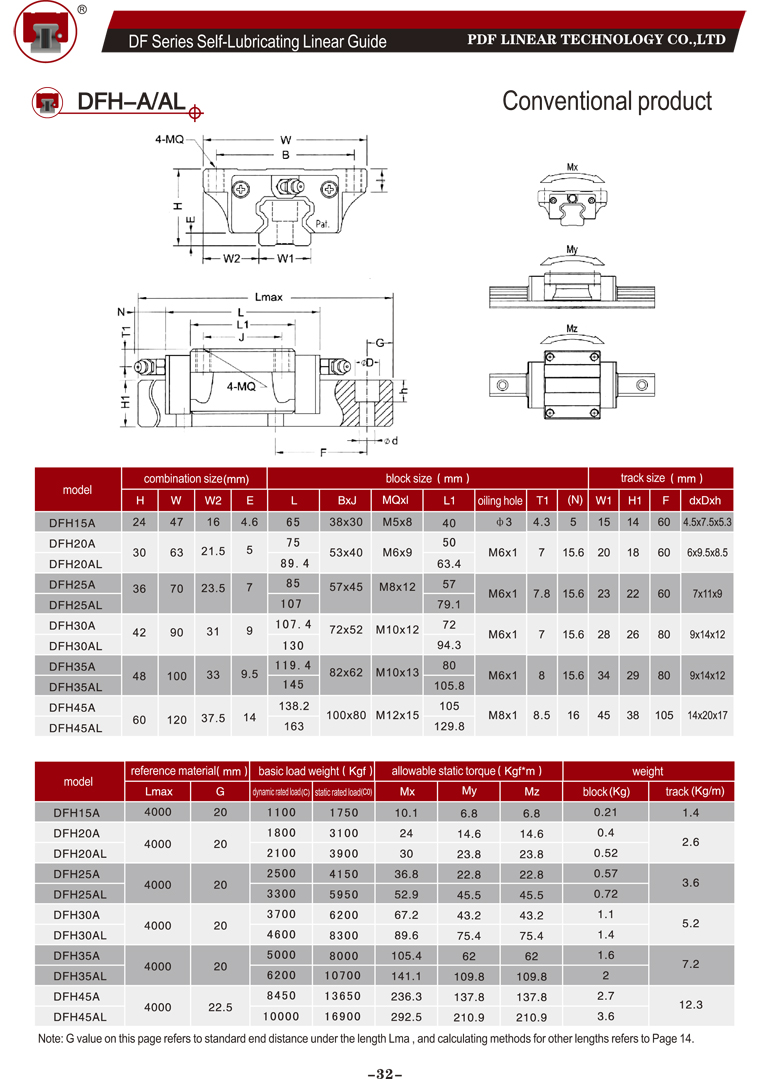 ®
DF Series Self-Lubricating Linear Guide PDF LINEAR TECHNOLOGY CO.,LTD
DFH–A/AL Conventional product
4-MQ W
B
H E I
Paf.
W2 W1
Mx
My
Mz
Lmax
N L
L1
J G
T1 ΦD
4-MQ
H1 h
Φd
F
model combination size(mm) block size ( mm ) track size ( mm )
H W W2 E L BxJ MQxl L1 oiling hole T1 (N) W1 H1 F dxDxh
DFH15A 24 47 16 4.6 65 38x30 M5x8 40 Φ3 4.3 5 15 14 60 4.5x7.5x5.3
DFH20A 30 63 21.5 5 75 53x40 M6x9 50 M6x1 7 15.6 20 18 60 6x9.5x8.5
DFH20AL 89. 4 63.4
DFH25A 36 70 23.5 7 85 57x45 M8x12 57 M6x1 7.8 15.6 23 22 60 7x11x9
DFH25AL 107 79.1
DFH30A 42 90 31 9 107. 4 72x52 M10x12 72 M6x1 7 15.6 28 26 80 9x14x12
DFH30AL 130 94.3
DFH35A 48 100 33 9.5 119. 4 82x62 M10x13 80 M6x1 8 15.6 34 29 80 9x14x12
DFH35AL 145 105.8
DFH45A 60 120 37.5 14 138.2 100x80 M12x15 105 M8x1 8.5 16 45 38 105 14x20x17
DFH45AL 163 129.8
model reference material( mm ) basic load weight ( Kgf ) allowable static torque ( Kgf*m ) weight
Lmax G dynamic rated load(C) static rated load(C0) Mx My Mz block (Kg) track (Kg/m)
DFH15A 4000 20 1100 1750 10.1 6.8 6.8 0.21 1.4
DFH20A 4000 20 1800 3100 24 14.6 14.6 0.4 2.6
DFH20AL 2100 3900 30 23.8 23.8 0.52
DFH25A 4000 20 2500 4150 36.8 22.8 22.8 0.57 3.6
DFH25AL 3300 5950 52.9 45.5 45.5 0.72
DFH30A 4000 20 3700 6200 67.2 43.2 43.2 1.1 5.2
DFH30AL 4600 8300 89.6 75.4 75.4 1.4
DFH35A 4000 20 5000 8000 105.4 62 62 1.6 7.2
DFH35AL 6200 10700 141.1 109.8 109.8 2
DFH45A 4000 22.5 8450 13650 236.3 137.8 137.8 2.7 12.3
DFH45AL 10000 16900 292.5 210.9 210.9 3.6
Note: G value on this page refers to standard end distance under the length Lma , and calculating methods for other lengths refers to Page 14.
–32–